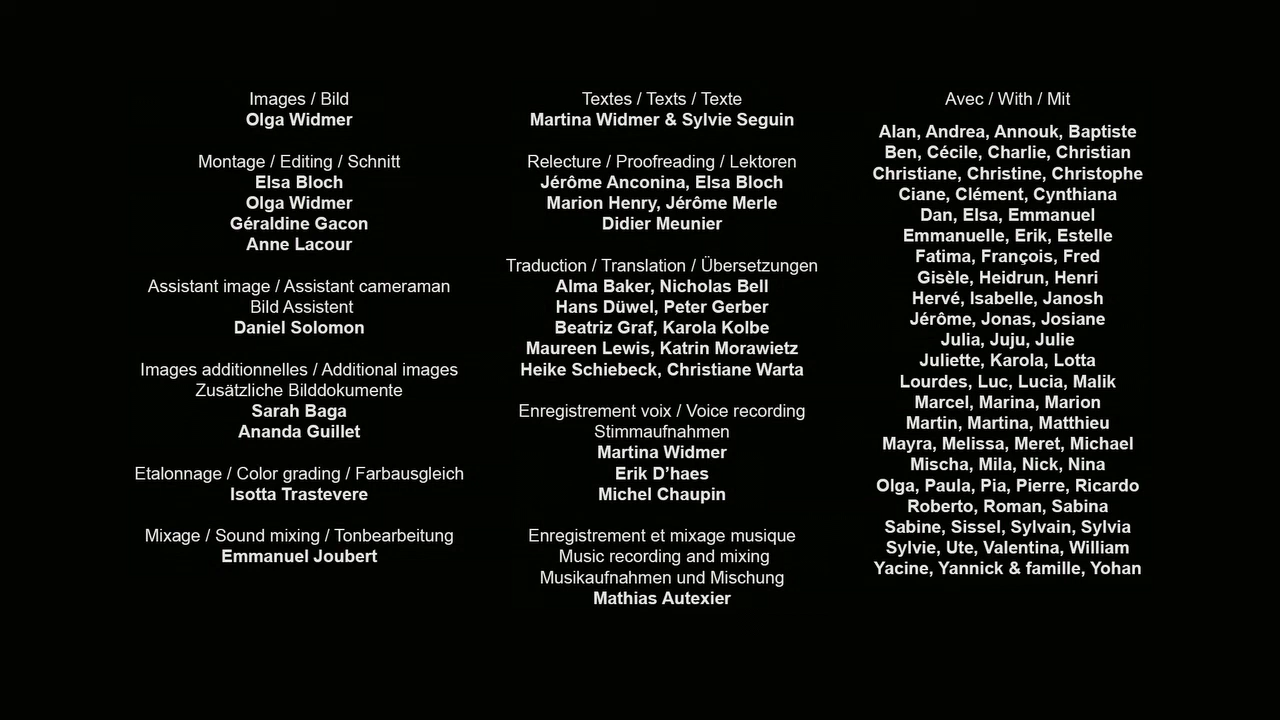 Images / Bild
Olga Widmer
Montage / Editing / Schnitt
Elsa Bloch
Olga Widmer
Géraldine Gacon
Anne Lacour
Assistant image / Assistant cameraman
Bild Assistent
Daniel Solomon
Images additionnelles / Additional images
Zusätzliche Bilddokumente
Sarah Baga
Ananda Guillet
Etalonnage / Color grading / Farbausgleich
Isotta Trastevere
Mixage / Sound mixing / Tonbearbeitung
Emmanuel Joubert
Textes / Texts / Texte
Martina Widmer & Sylvie Seguin
Relecture / Proofreading / Lektoren
Jérôme Anconina, Elsa Bloch
Marion Henry, Jérôme Merle
Didier Meunier
Traduction / Translation / Übersetzungen
Alma Baker, Nicholas Bell
Hans Düwel, Peter Gerber
Beatriz Graf, Karola Kolbe
Maureen Lewis, Katrin Morawietz
Heike Schiebeck, Christiane Warta
Enregistrement voix / Voice recording
Stimmaufnahmen
Martina Widmer
Erik D’haes
Michel Chaupin
Enregistrement et mixage musique
Music recording and mixing
Musikaufnahmen und Mischung
Mathias Autexier
Avec / With / Mit
Alan, Andrea, Annouk, Baptiste
Ben, Cécile, Charlie, Christian
Christiane, Christine, Christophe
Ciane, Clément, Cynthiana
Dan, Elsa, Emmanuel
Emmanuelle, Erik, Estelle
Fatima, François, Fred
Gisèle, Heidrun, Henri
Hervé, Isabelle, Janosh
Jérôme, Jonas, Josiane
Julia, Juju, Julie
Juliette, Karola, Lotta
Lourdes, Luc, Lucia, Malik
Marcel, Marina, Marion
Martin, Martina, Matthieu
Mayra, Melissa, Meret, Michael
Mischa, Mila, Nick, Nina
Olga, Paula, Pia, Pierre, Ricardo
Roberto, Roman, Sabina
Sabine, Sissel, Sylvain, Sylvia
Sylvie, Ute, Valentina, William
Yacine, Yannick & famille, Yohan